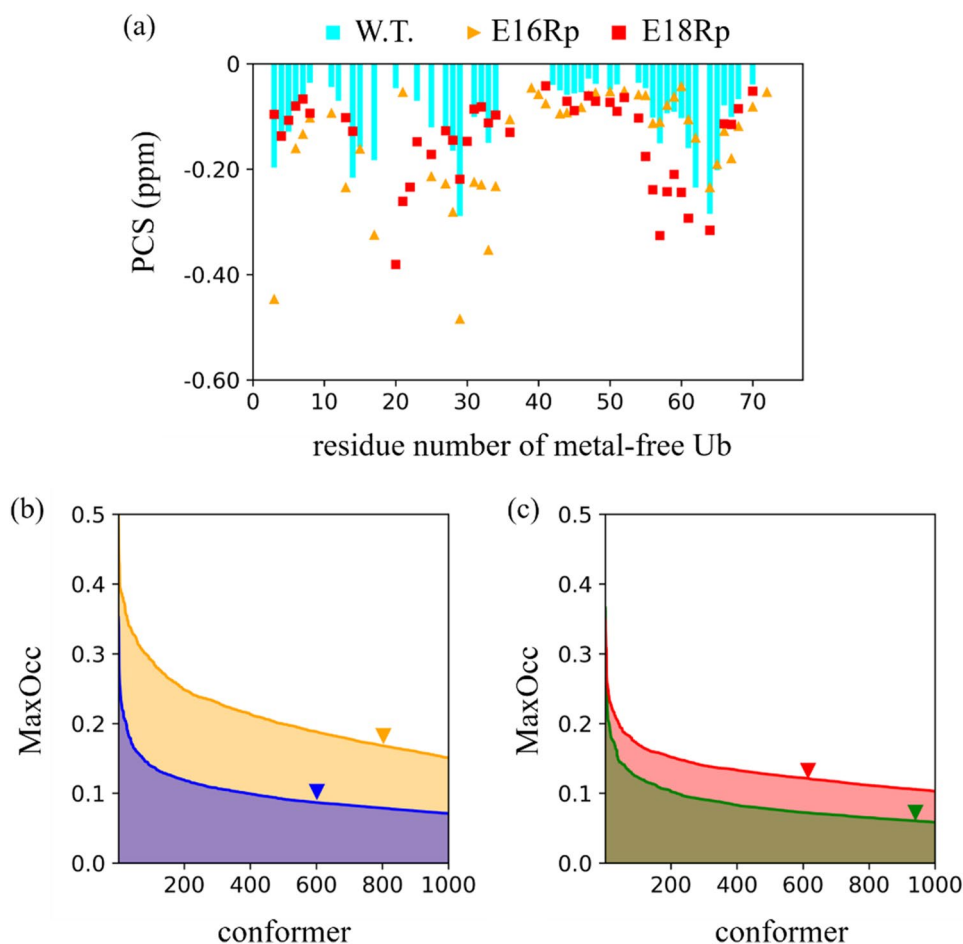 (a) W.T. E16Rp E18Rp
0
-0.20
-0.40
-0.60
PCS (ppm)
0 10 20 30 40 50 60 70
residue number of metal-free Ub
(b)
0.5
0.4
0.3
0.2
0.1
0.0
MaxOcc
200 400 600 800 1000
conformer
(c)
0.5
0.4
0.3
0.2
0.1
0.0
MaxOcc
200 400 600 800 1000
conformer